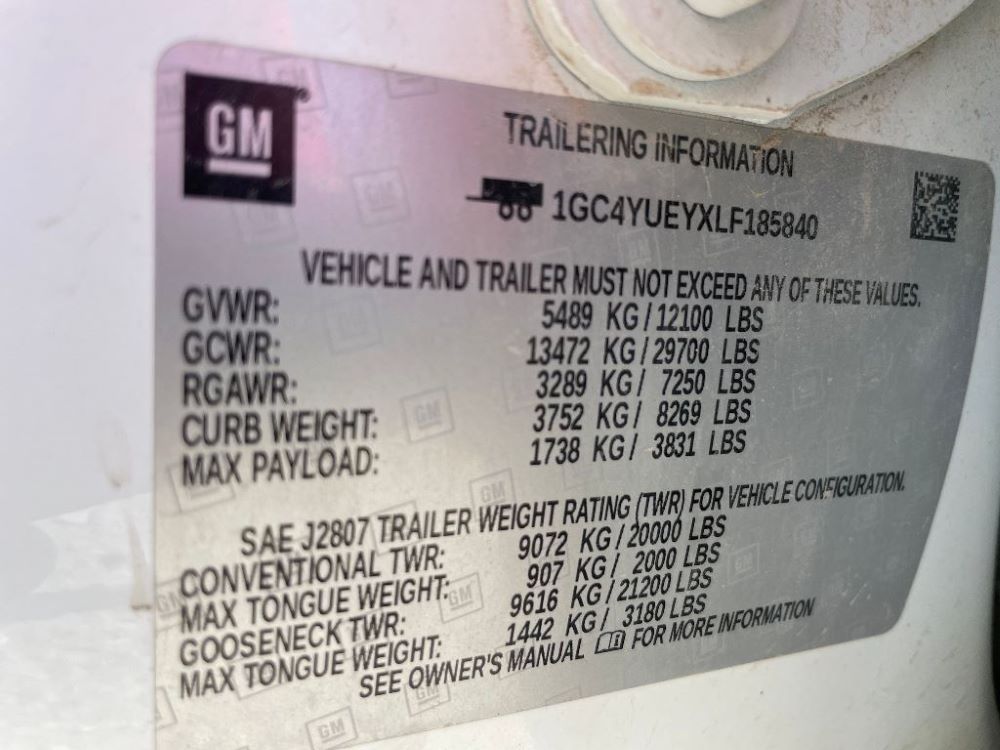 GM
TRAILERING INFORMATION
1GC4YUEYXLF185840
VEHICLE AND TRAILER MUST NOT EXCEED ANY OF THESE VALUES.
GVWR: 5489 KG/12100 LBS
GCWR: 13472 KG/29700 LBS
RGAWR: 3289 KG/ 7250 LBS
CURB WEIGHT: 3752 KG/ 8269 LBS
MAX PAYLOAD: 1738 KG/ 3831 LBS
SAE J2807 TRAILER WEIGHT RATING (TWR) FOR VEHICLE CONFIGURATION.
CONVENTIONAL TWR: 9072 KG/20000 LBS
MAX TONGUE WEIGHT: 907 KG/ 2000 LBS
GOOSENECK TWR: 9616 KG/21200 LBS
MAX TONGUE WEIGHT: 1442 KG/ 3180 LBS
SEE OWNER'S MANUAL FOR MORE INFORMATION